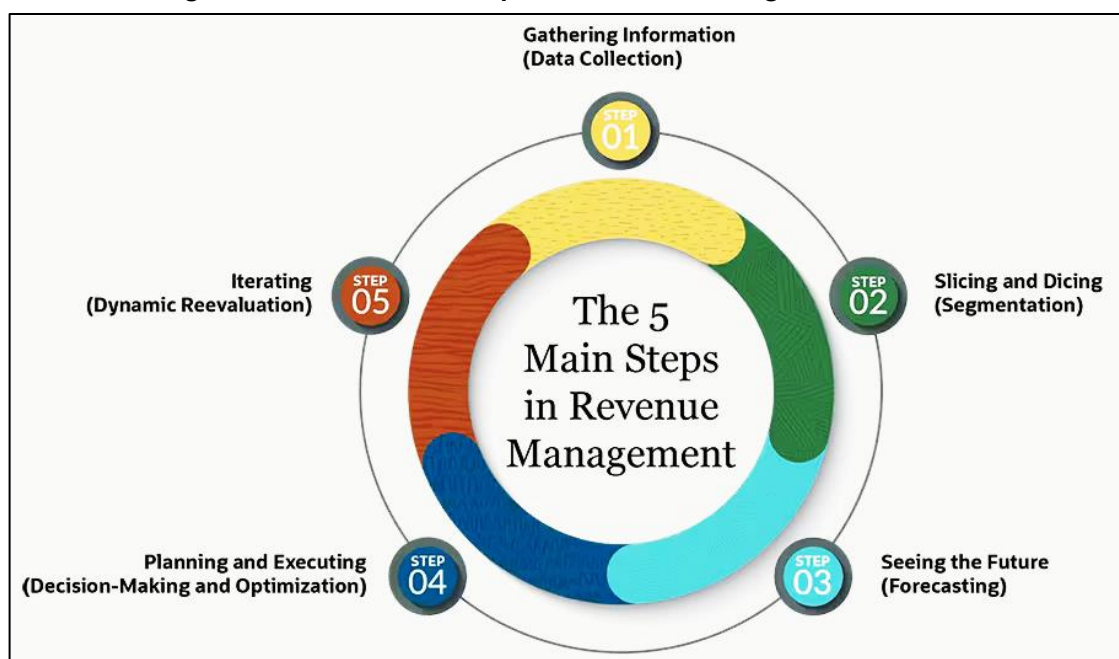 Gathering Information
(Data Collection)
STEP
01
Slicing and Dicing
(Segmentation)
STEP
02
Seeing the Future
(Forecasting)
STEP
03
Planning and Executing
(Decision-Making and Optimization)
STEP
04
Iterating
(Dynamic Reevaluation)
STEP
05
The 5
Main Steps
in Revenue
Management